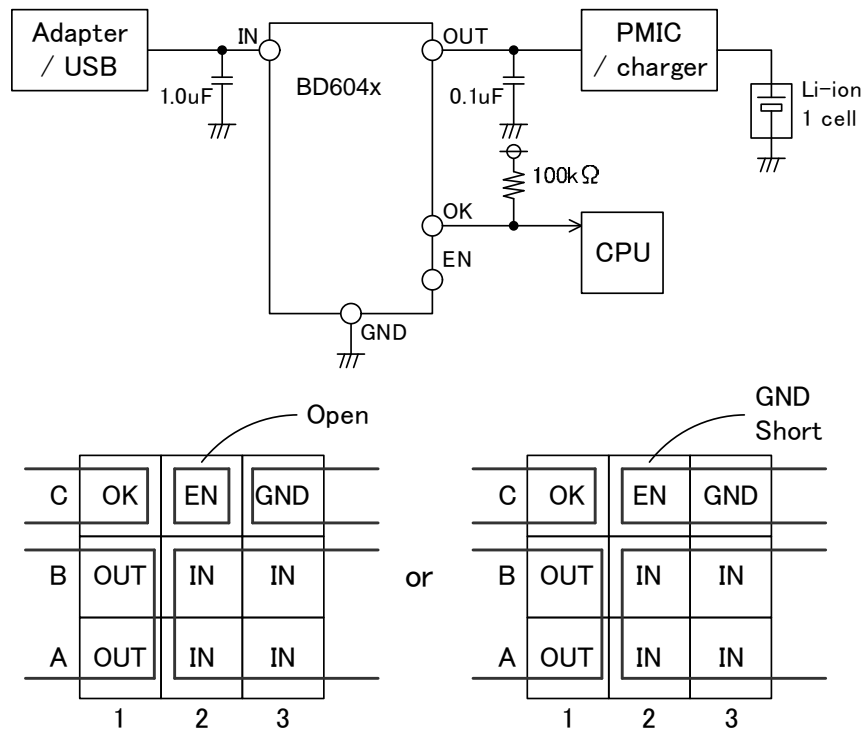 Adapter
/ USB
IN
OUT
PMIC
/ charger
1.0uF
BD604x
0.1uF
Li-ion
1 cell
100kΩ
OK
CPU
EN
GND
Open
GND
Short
C OK EN GND
B OUT IN IN
A OUT IN IN
1 2 3
or
C OK EN GND
B OUT IN IN
A OUT IN IN
1 2 3